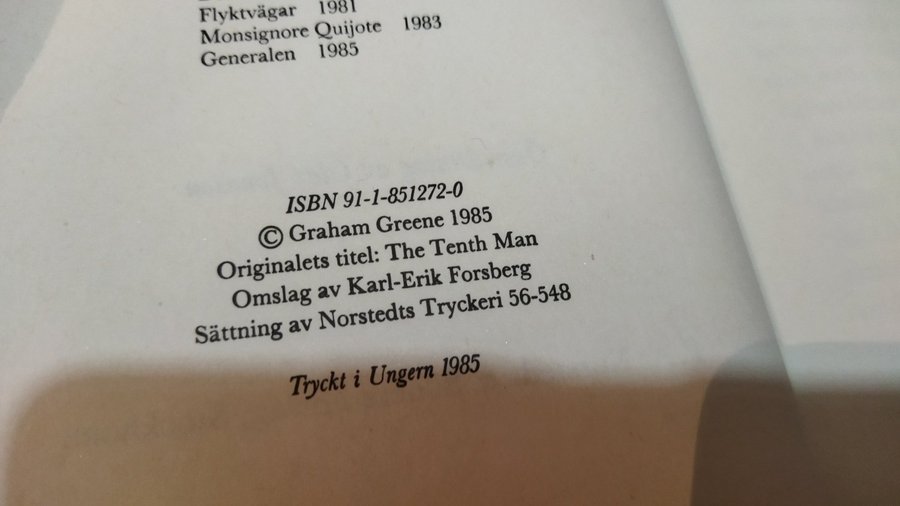 Flyktvägar 1981
Monsignore Quijote 1983
Generalen 1985
ISBN 91-1-851272-0
© Graham Greene 1985
Originalets titel: The Tenth Man
Omslag av Karl-Erik Forsberg
Sättning av Norstedts Tryckeri 56-548
Tryckt i Ungern 1985